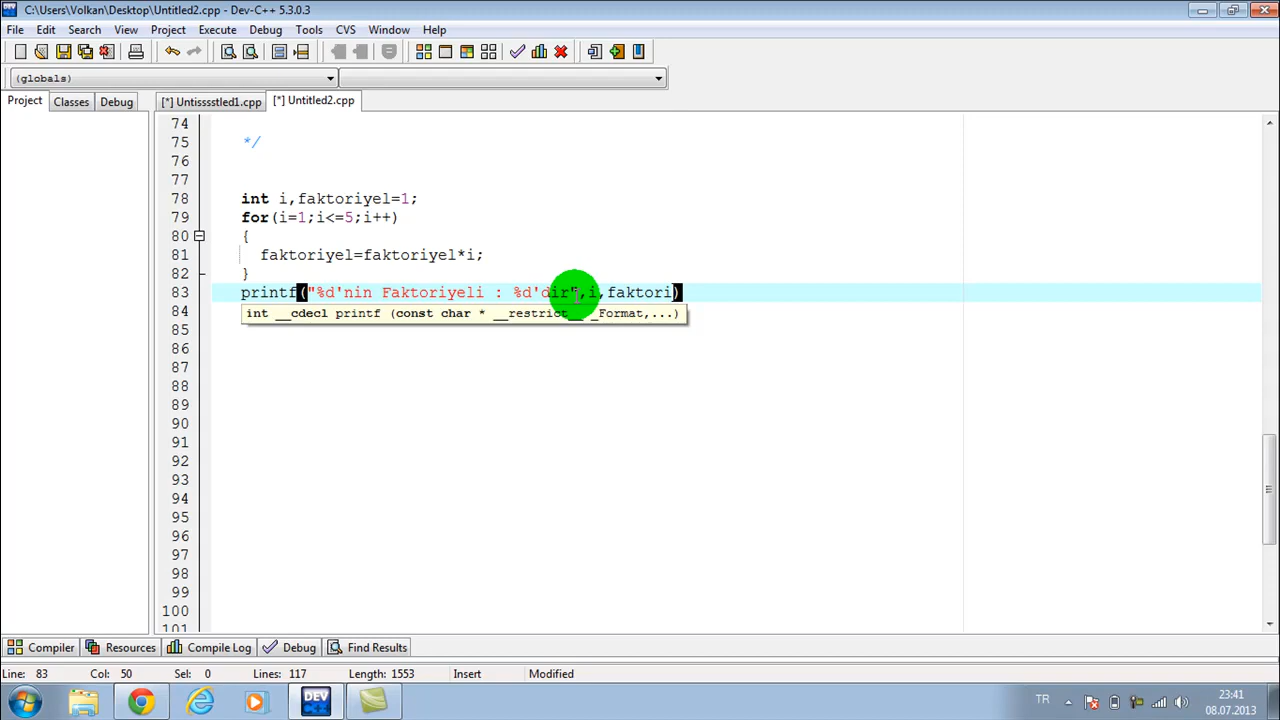 C:\Users\Volkan\Desktop\Untitled2.cpp - Dev-C++ 5.3.0.3
File Edit Search View Project Execute Debug Tools CVS Window Help
(globals)
Project Classes Debug [*] Untisssstled1.cpp [*] Untitled2.cpp
74
75 */
76
77
78 int i,faktoriyel=1;
79 for(i=1;i<=5;i++)
80 {
81 faktoriyel=faktoriyel*i;
82 }
83 printf("%d'nin Faktoriyeli : %d'dir",i,faktori)
84 int __cdecl printf (const char * __restrict__ _Format,...)
85
86
87
88
89
90
91
92
93
94
95
96
97
98
99
100
101
Compiler Resources Compile Log Debug Find Results
Line: 83 Col: 50 Sel: 0 Lines: 117 Length: 1553 Insert Modified
DEV TR 23:41
08.07.2013